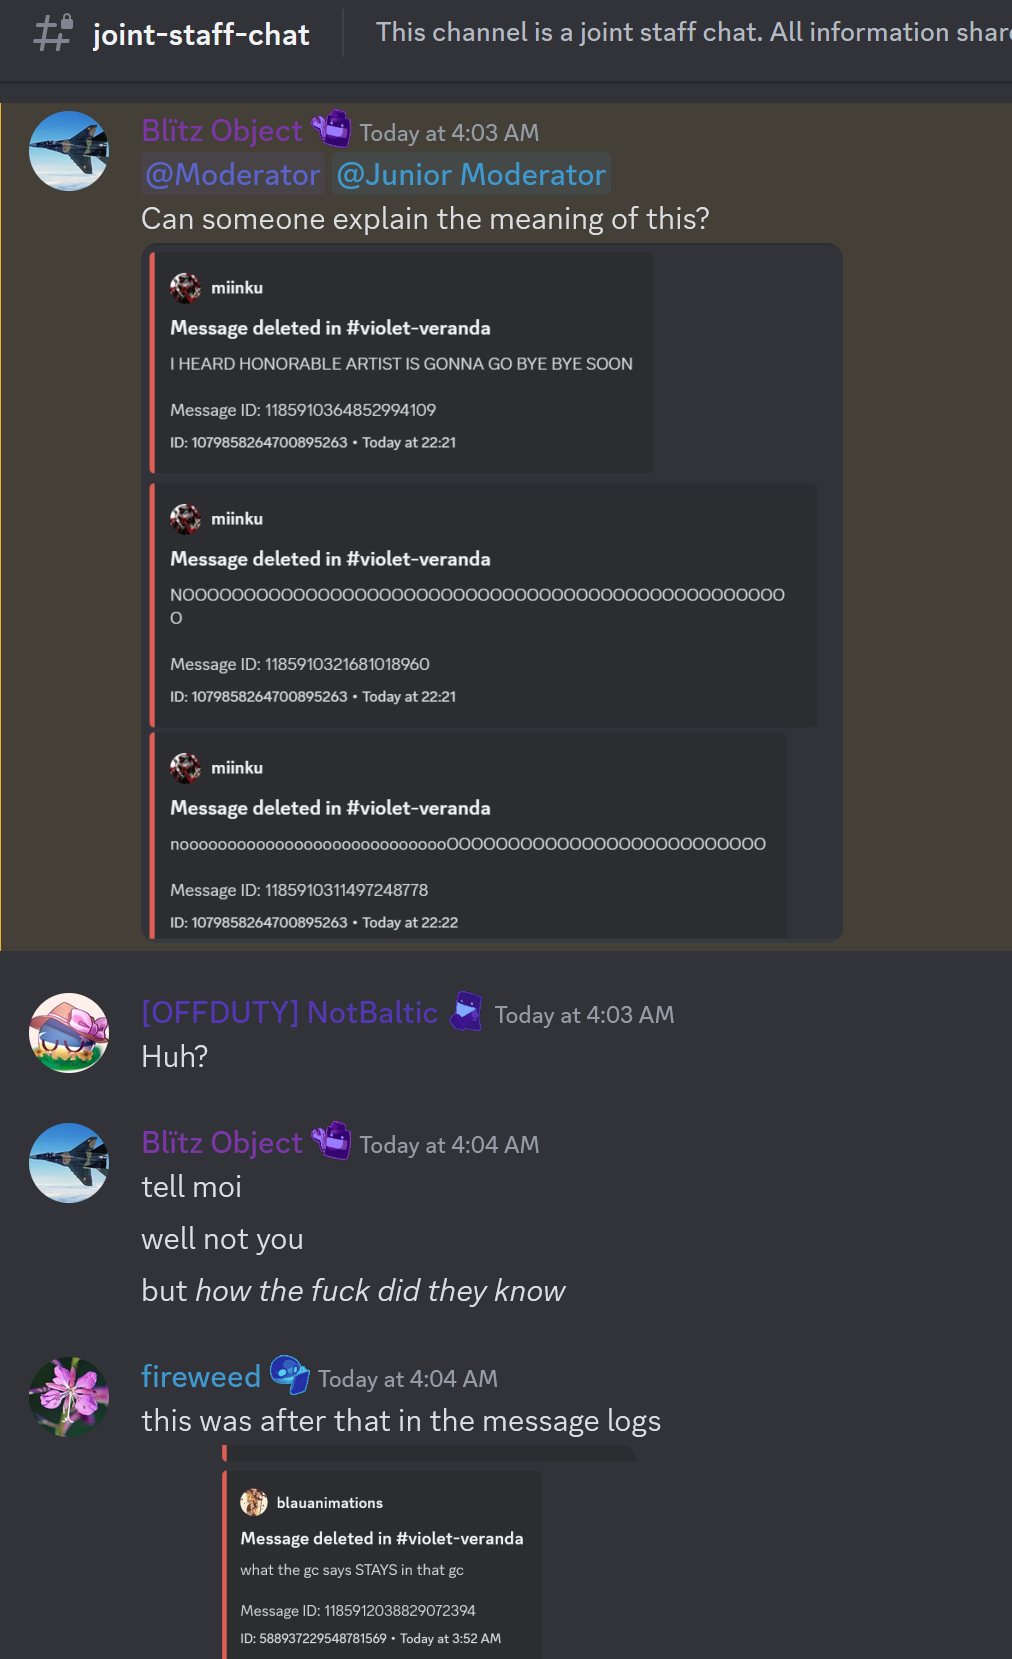 joint-staff-chat
This channel is a joint staff chat. All information
Blïtz Object Today at 4:03 AM
@Moderator @Junior Moderator
Can someone explain the meaning of this?
miinku
Message deleted in #violet-veranda
I HEARD HONORABLE ARTIST IS GONNA GO BYE BYE SOON
Message ID: 1185910364852994109
ID: 1079858264700895263 • Today at 22:21
miinku
Message deleted in #violet-veranda
NOOOOOOOOOOOOOOOOOOOOOOOOOOOOOOOOOOOOOOOOOOOOOOOOO
O
Message ID: 1185910321681018960
ID: 1079858264700895263 • Today at 22:21
miinku
Message deleted in #violet-veranda
noooooooooooooooooooooooooooooOOOOOOOOOOOOOOOOOOOOOOOOOO
Message ID: 1185910311497248778
ID: 1079858264700895263 • Today at 22:22
[OFFDUTY] NotBaltic Today at 4:03 AM
Huh?
Blïtz Object Today at 4:04 AM
tell moi
well not you
but how the fuck did they know
fireweed Today at 4:04 AM
this was after that in the message logs
blauanimations
Message deleted in #violet-veranda
what the gc says STAYS in that gc
Message ID: 1185912038829072394
ID: 588937229548781569 • Today at 3:52 AM